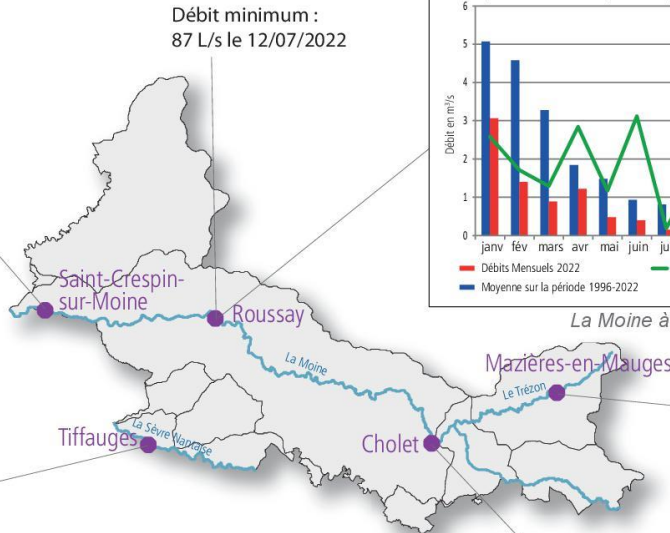 Débit minimum :
87 L/s le 12/07/2022
Débit en m³/s
6
5
4
3
2
1
0
janv fév mars avr mai juin
Débits Mensuels 2022
Moyenne sur la période 1996-2022
La Moine à
Saint-Crespin-
sur-Moine
Roussay
La Moine
Mazières-en-Mauges
Le Trézon
Tiffauges
La Sèvre Nantaise
Cholet